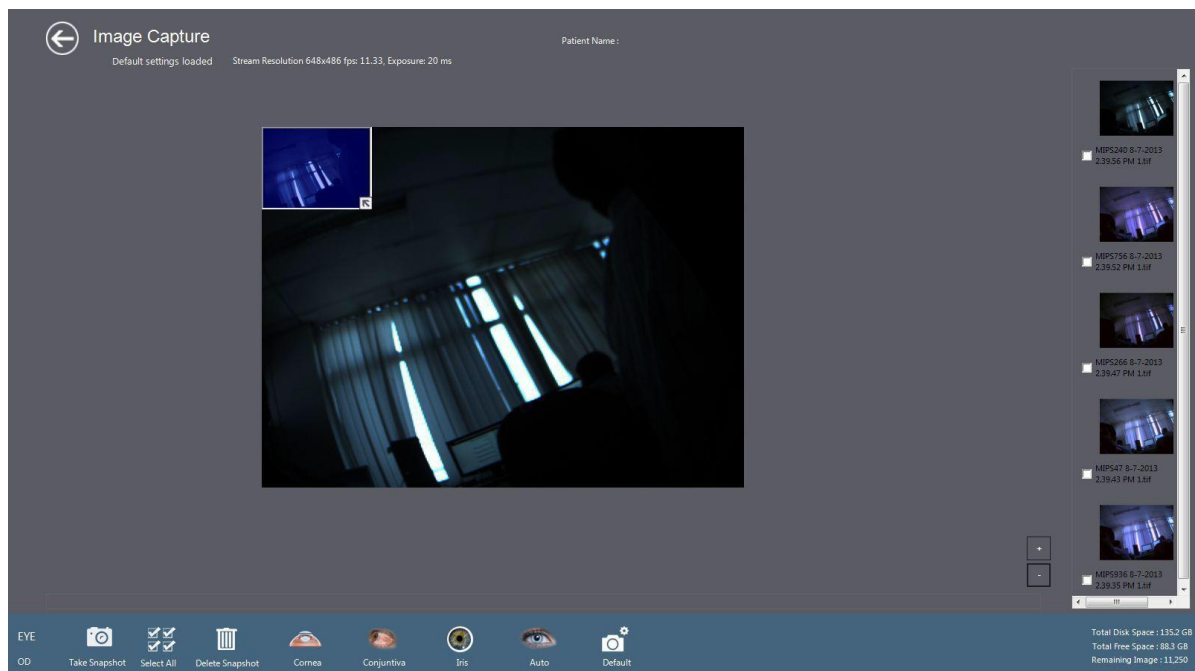 Image Capture
Patient Name :
Default settings loaded
Stream Resolution 648x486 fps: 11.33, Exposure: 20 ms
MIPS240 8-7-2013
2.39.56 PM 1.tif
MIPS756 8-7-2013
2.39.52 PM 1.tif
MIPS266 8-7-2013
2.39.47 PM 1.tif
MIPS47 8-7-2013
2.39.43 PM 1.tif
MIPS936 8-7-2013
2.39.35 PM 1.tif
+
-
EYE
OD
Take Snapshot
Select All
Delete Snapshot
Cornea
Conjuntiva
Iris
Auto
Default
Total Disk Space : 135.2 GB
Total Free Space : 88.3 GB
Remaining Image : 11,250